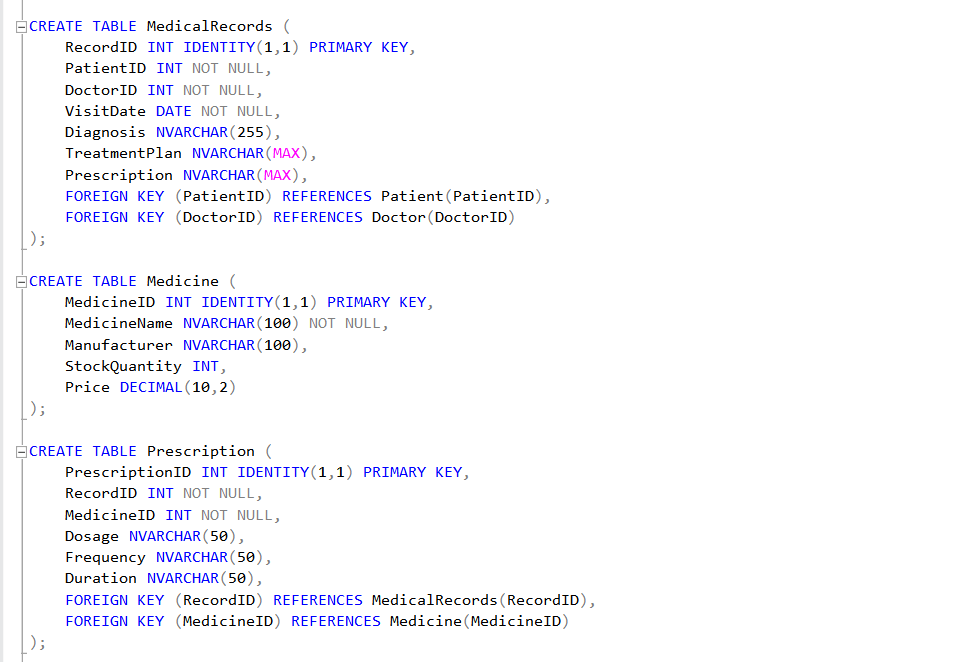 CREATE TABLE MedicalRecords (
    RecordID INT IDENTITY(1,1) PRIMARY KEY,
    PatientID INT NOT NULL,
    DoctorID INT NOT NULL,
    VisitDate DATE NOT NULL,
    Diagnosis NVARCHAR(255),
    TreatmentPlan NVARCHAR(MAX),
    Prescription NVARCHAR(MAX),
    FOREIGN KEY (PatientID) REFERENCES Patient(PatientID),
    FOREIGN KEY (DoctorID) REFERENCES Doctor(DoctorID)
);
CREATE TABLE Medicine (
    MedicineID INT IDENTITY(1,1) PRIMARY KEY,
    MedicineName NVARCHAR(100) NOT NULL,
    Manufacturer NVARCHAR(100),
    StockQuantity INT,
    Price DECIMAL(10,2)
);
CREATE TABLE Prescription (
    PrescriptionID INT IDENTITY(1,1) PRIMARY KEY,
    RecordID INT NOT NULL,
    MedicineID INT NOT NULL,
    Dosage NVARCHAR(50),
    Frequency NVARCHAR(50),
    Duration NVARCHAR(50),
    FOREIGN KEY (RecordID) REFERENCES MedicalRecords(RecordID),
    FOREIGN KEY (MedicineID) REFERENCES Medicine(MedicineID)
);